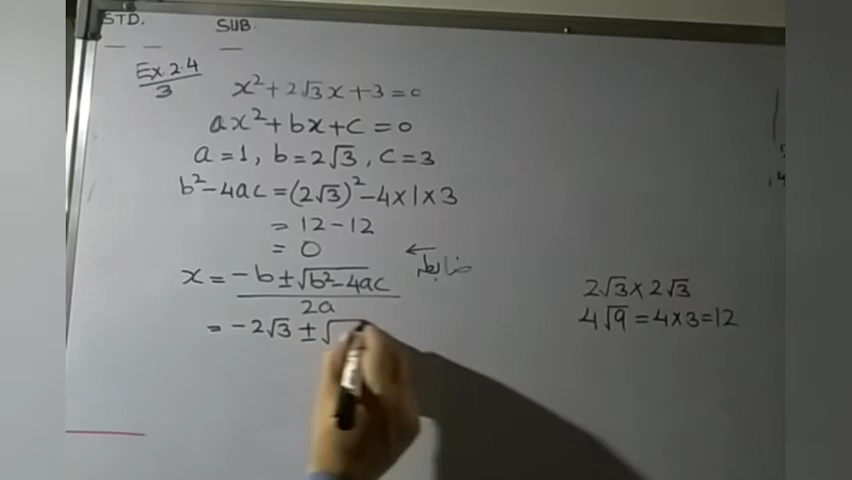 STD. SUB.
Ex. 2.4
3
x² + 2√3x + 3 = 0
ax² + bx + c = 0
a = 1, b = 2√3, c = 3
b² - 4ac = (2√3)² - 4 × 1 × 3
= 12 - 12
= 0
← ضابطہ
x = -b ± √b² - 4ac
2a
= -2√3 ± √
2√3 × 2√3
4√9 = 4 × 3 = 12